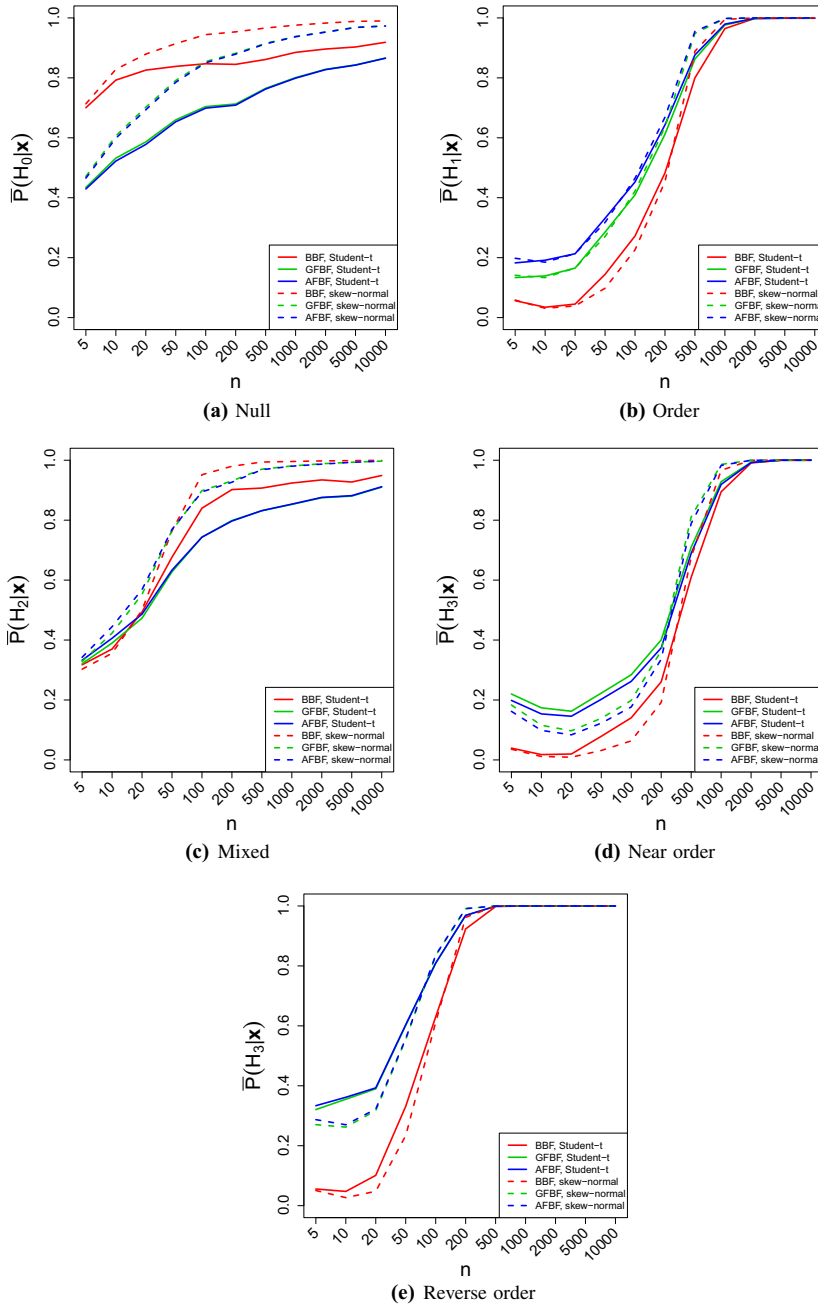 P̅(H₀|x)
1.0
0.8
0.6
0.4
0.2
0.0
BBF, Student−t
GFBF, Student−t
AFBF, Student−t
BBF, skew−normal
GFBF, skew−normal
AFBF, skew−normal
5 10 20 50 100 200 500 1000 2000 5000 10000
n
(a) Null
P̅(H₁|x)
1.0
0.8
0.6
0.4
0.2
0.0
BBF, Student−t
GFBF, Student−t
AFBF, Student−t
BBF, skew−normal
GFBF, skew−normal
AFBF, skew−normal
5 10 20 50 100 200 500 1000 2000 5000 10000
n
(b) Order
P̅(H₂|x)
1.0
0.8
0.6
0.4
0.2
0.0
BBF, Student−t
GFBF, Student−t
AFBF, Student−t
BBF, skew−normal
GFBF, skew−normal
AFBF, skew−normal
5 10 20 50 100 200 500 1000 2000 5000 10000
n
(c) Mixed
P̅(H₃|x)
1.0
0.8
0.6
0.4
0.2
0.0
BBF, Student−t
GFBF, Student−t
AFBF, Student−t
BBF, skew−normal
GFBF, skew−normal
AFBF, skew−normal
5 10 20 50 100 200 500 1000 2000 5000 10000
n
(d) Near order
P̅(H₃|x)
1.0
0.8
0.6
0.4
0.2
0.0
BBF, Student−t
GFBF, Student−t
AFBF, Student−t
BBF, skew−normal
GFBF, skew−normal
AFBF, skew−normal
5 10 20 50 100 200 500 1000 2000 5000 10000
n
(e) Reverse order